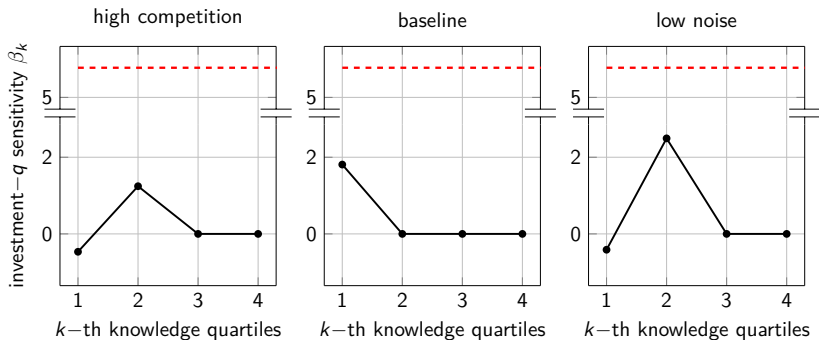 high competition
baseline
low noise
investment−q sensitivity βk
5
2
0
1 2 3 4
k−th knowledge quartiles
5
2
0
1 2 3 4
k−th knowledge quartiles
5
2
0
1 2 3 4
k−th knowledge quartiles